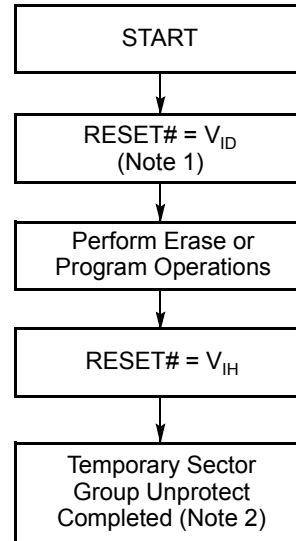 START
RESET# = V_ID
(Note 1)
Perform Erase or
Program Operations
RESET# = V_IH
Temporary Sector
Group Unprotect
Completed (Note 2)